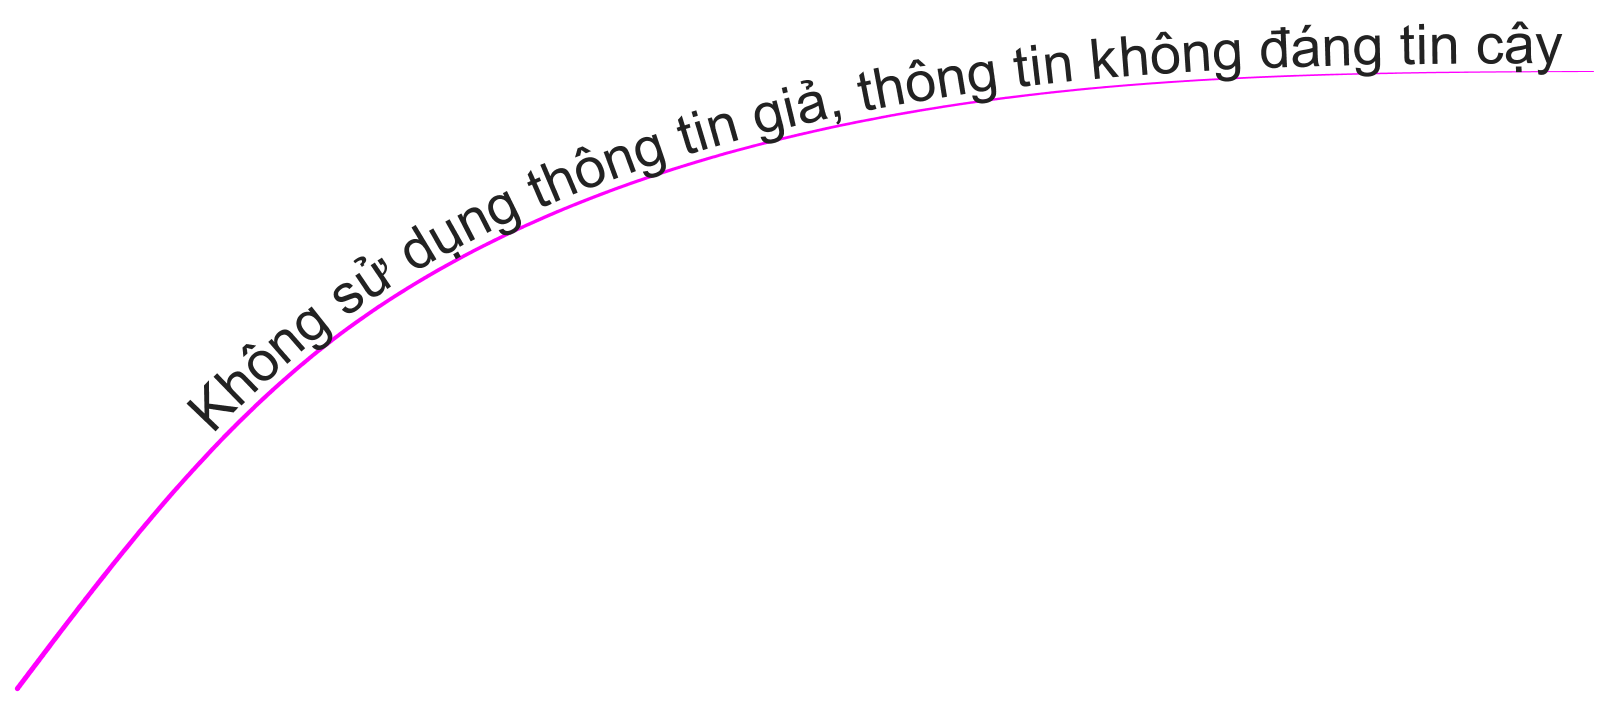 Không sử dụng thông tin giả, thông tin không đáng tin cậy